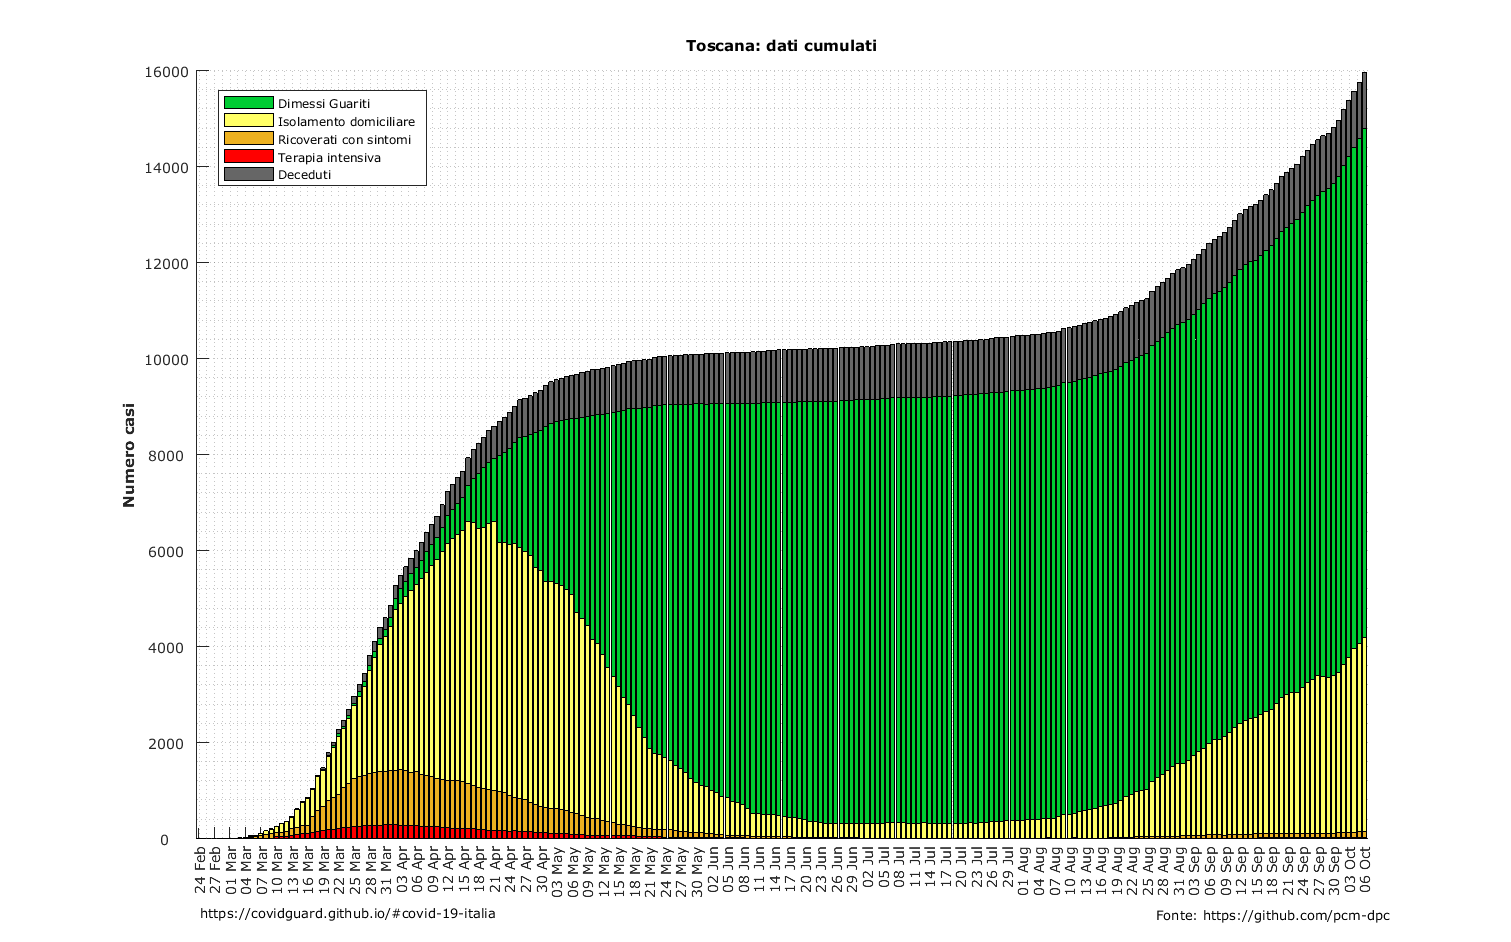 Toscana: dati cumulati
16000
14000
12000
10000
8000
6000
4000
2000
0
Numero casi
Dimessi Guariti
Isolamento domiciliare
Ricoverati con sintomi
Terapia intensiva
Deceduti
24 Feb
27 Feb
01 Mar
04 Mar
07 Mar
10 Mar
13 Mar
16 Mar
19 Mar
22 Mar
25 Mar
28 Mar
31 Mar
03 Apr
06 Apr
09 Apr
12 Apr
15 Apr
18 Apr
21 Apr
24 Apr
27 Apr
30 Apr
03 May
06 May
09 May
12 May
15 May
18 May
21 May
24 May
27 May
30 May
02 Jun
05 Jun
08 Jun
11 Jun
14 Jun
17 Jun
20 Jun
23 Jun
26 Jun
29 Jun
02 Jul
05 Jul
08 Jul
11 Jul
14 Jul
17 Jul
20 Jul
23 Jul
26 Jul
29 Jul
01 Aug
04 Aug
07 Aug
10 Aug
13 Aug
16 Aug
19 Aug
22 Aug
25 Aug
28 Aug
31 Aug
03 Sep
06 Sep
09 Sep
12 Sep
15 Sep
18 Sep
21 Sep
24 Sep
27 Sep
30 Sep
03 Oct
06 Oct
https://covidguard.github.io/#covid-19-italia
Fonte: https://github.com/pcm-dpc